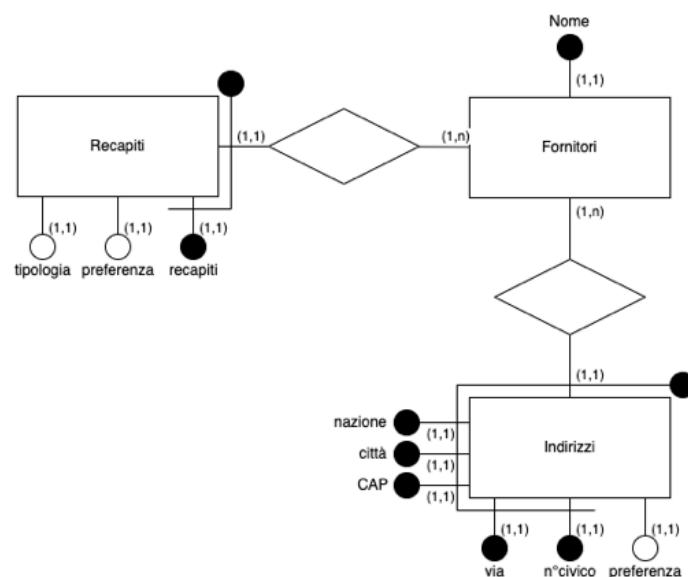 Nome
(1,1)
Recapiti
(1,1)
(1,n)
Fornitori
(1,1)
(1,1)
(1,1)
(1,n)
tipologia
preferenza
recapiti
(1,1)
nazione
(1,1)
città
Indirizzi
(1,1)
CAP
(1,1)
(1,1)
(1,1)
(1,1)
via
n°civico
preferenza